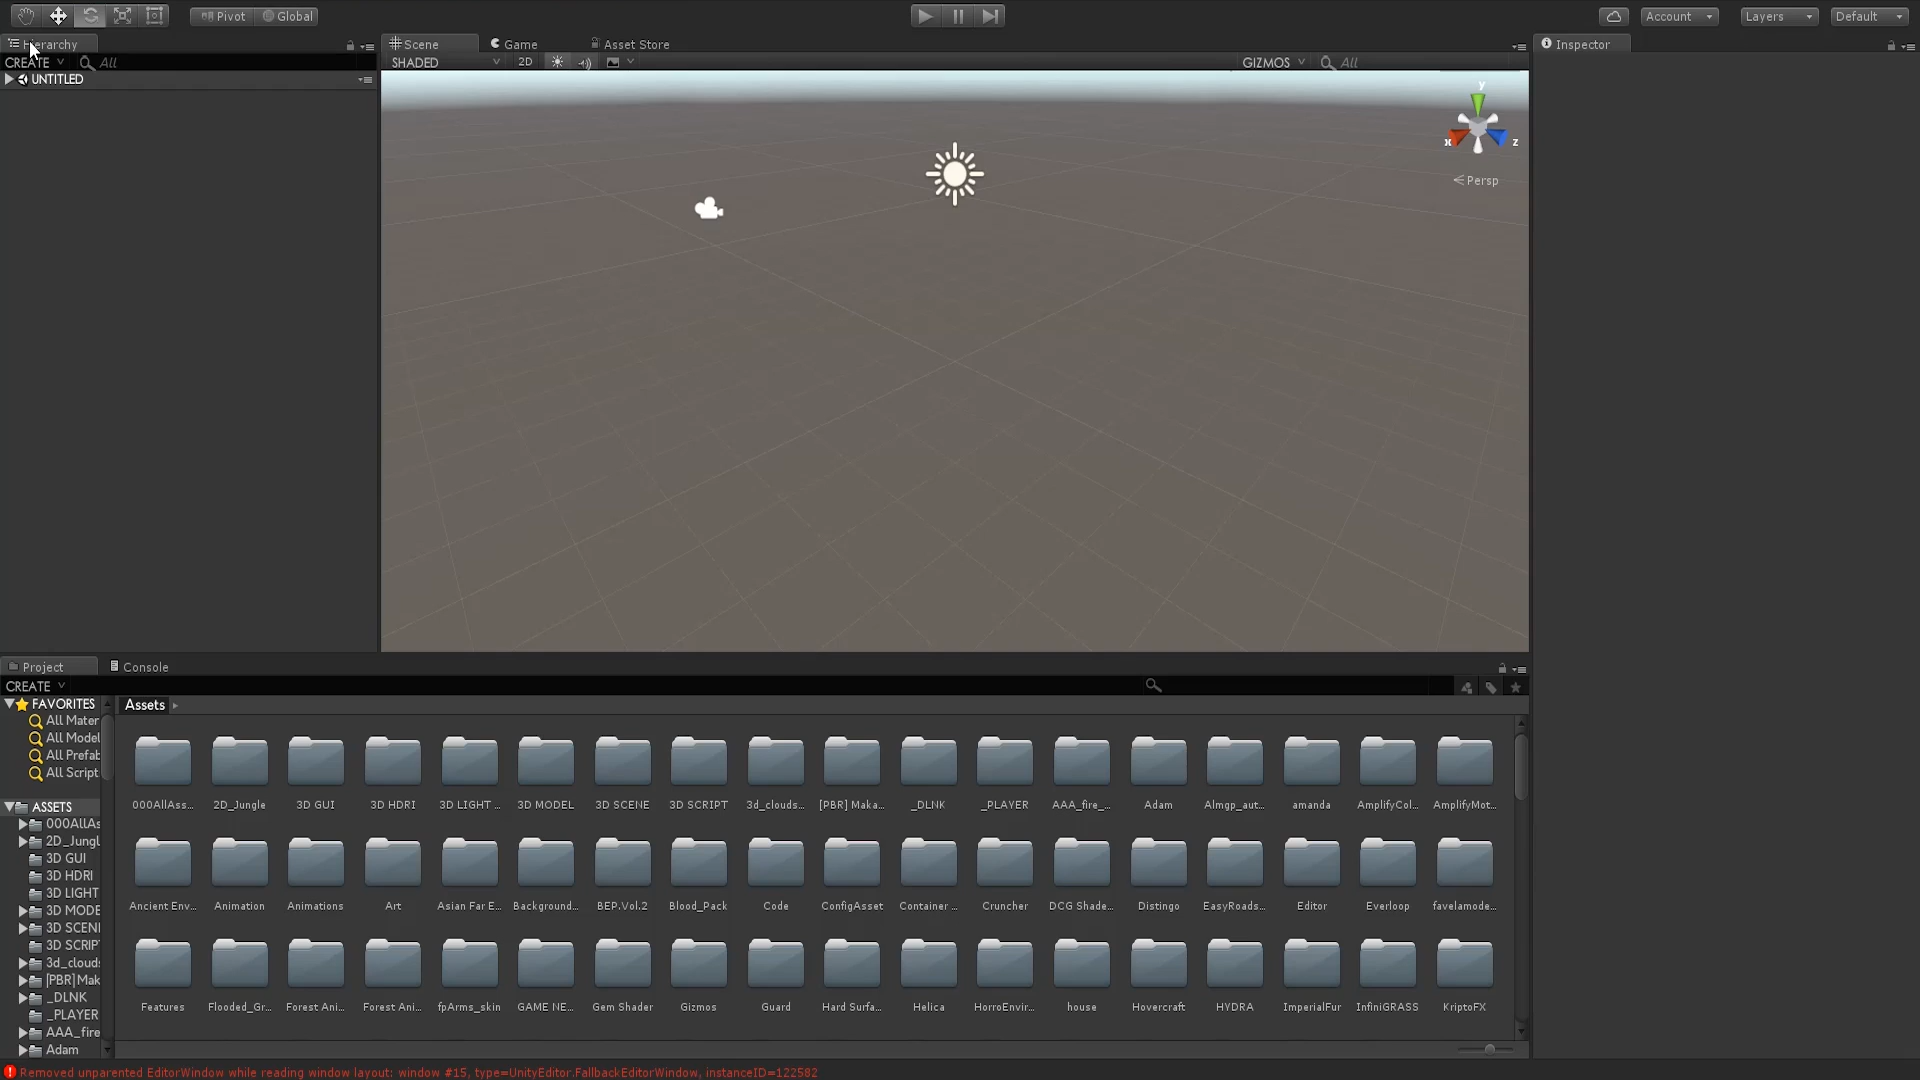 Pivot Global Account Layers Default
Hierarchy Scene Game Asset Store Inspector
CREATE All SHADED 2D GIZMOS All
UNTITLED
y
x z
Persp
Project Console
CREATE
FAVORITES Assets
All Mater
All Model
All Prefab
All Script
000AllAss... 2D_Jungle 3D GUI 3D HDRI 3D LIGHT ... 3D MODEL 3D SCENE 3D SCRIPT 3d_clouds... [PBR] Maka... _DLNK _PLAYER AAA_fire_... Adam Almgp_aut... amanda AmplifyCol... AmplifyMot...
ASSETS
000AllAs
2D_Jungl
3D GUI
3D HDRI
3D LIGHT
Ancient Env... Animation Animations Art Asian Far E... Background... BEP.Vol.2 Blood_Pack Code ConfigAsset Container ... Cruncher DCG Shade... Distingo EasyRoads... Editor Everloop favelamode...
3D MODE
3D SCENI
3D SCRIP
3d_clouds
[PBR]Mak
_DLNK
Features Flooded_Gr... Forest Ani... Forest Ani... fpArms_skin GAME NE... Gem Shader Gizmos Guard Hard Surfa... Helica HorroEnvir... house Hovercraft HYDRA ImperialFur InfiniGRASS KriptoFX
_PLAYER
AAA_fire
Adam
Removed unparented EditorWindow while reading window layout: window #15, type=UnityEditor.FallbackEditorWindow, instanceID=122582